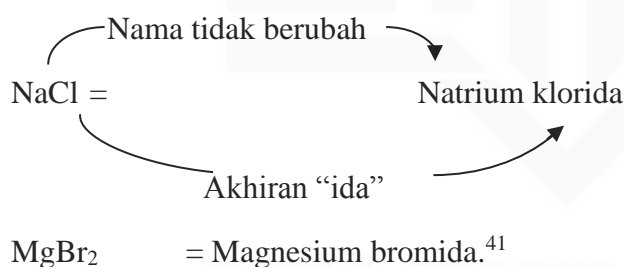 Nama tidak berubah
NaCl = Natrium klorida
Akhiran “ida”
MgBr₂ = Magnesium bromida.⁴¹